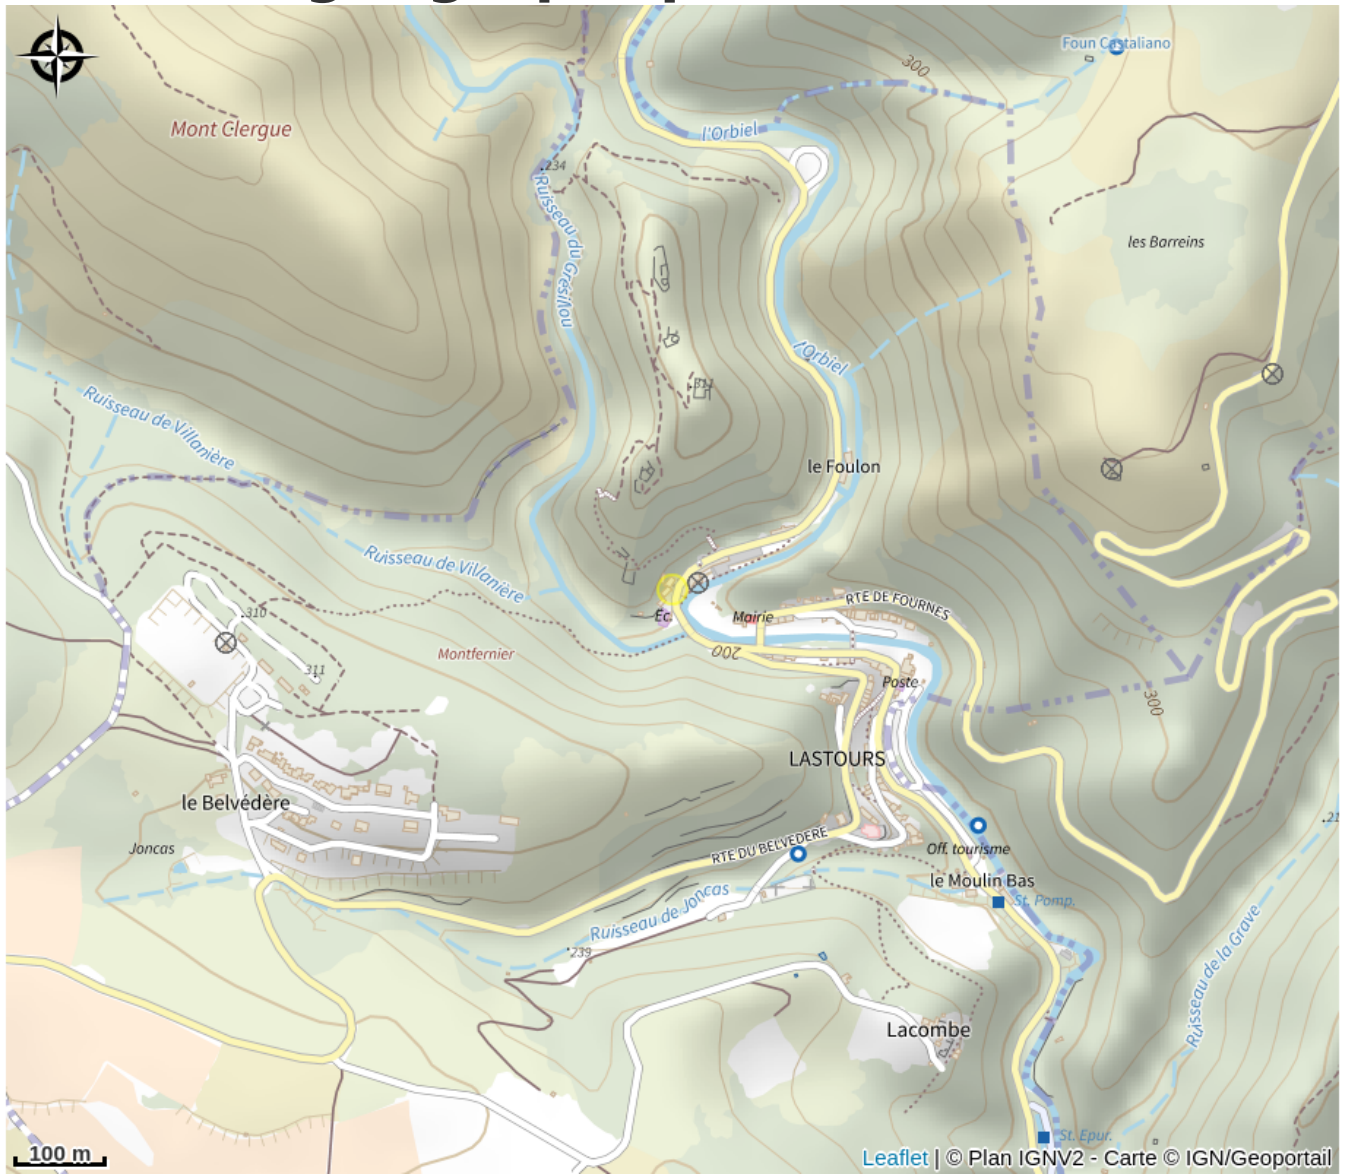 Foun Castaliano
300
Mont Clergue
l'Orbiel
234
Ruisseau du Grésillou
les Barreins
l'Orbiel
311
Ruisseau de Villanière
le Foulon
Ruisseau de Villanière
RTE DE FOURNES
310
Éc.
Mairie
200
Montfernier
311
Poste
300
LASTOURS
le Belvédère
RTE DU BELVÉDÈRE
Joncas
Off. tourisme
le Moulin Bas
St. Pomp.
Ruisseau de Joncas
239
Ruisseau de la Grave
Lacombe
St. Epur.
100 m
Leaflet | © Plan IGNV2 - Carte © IGN/Geoportail